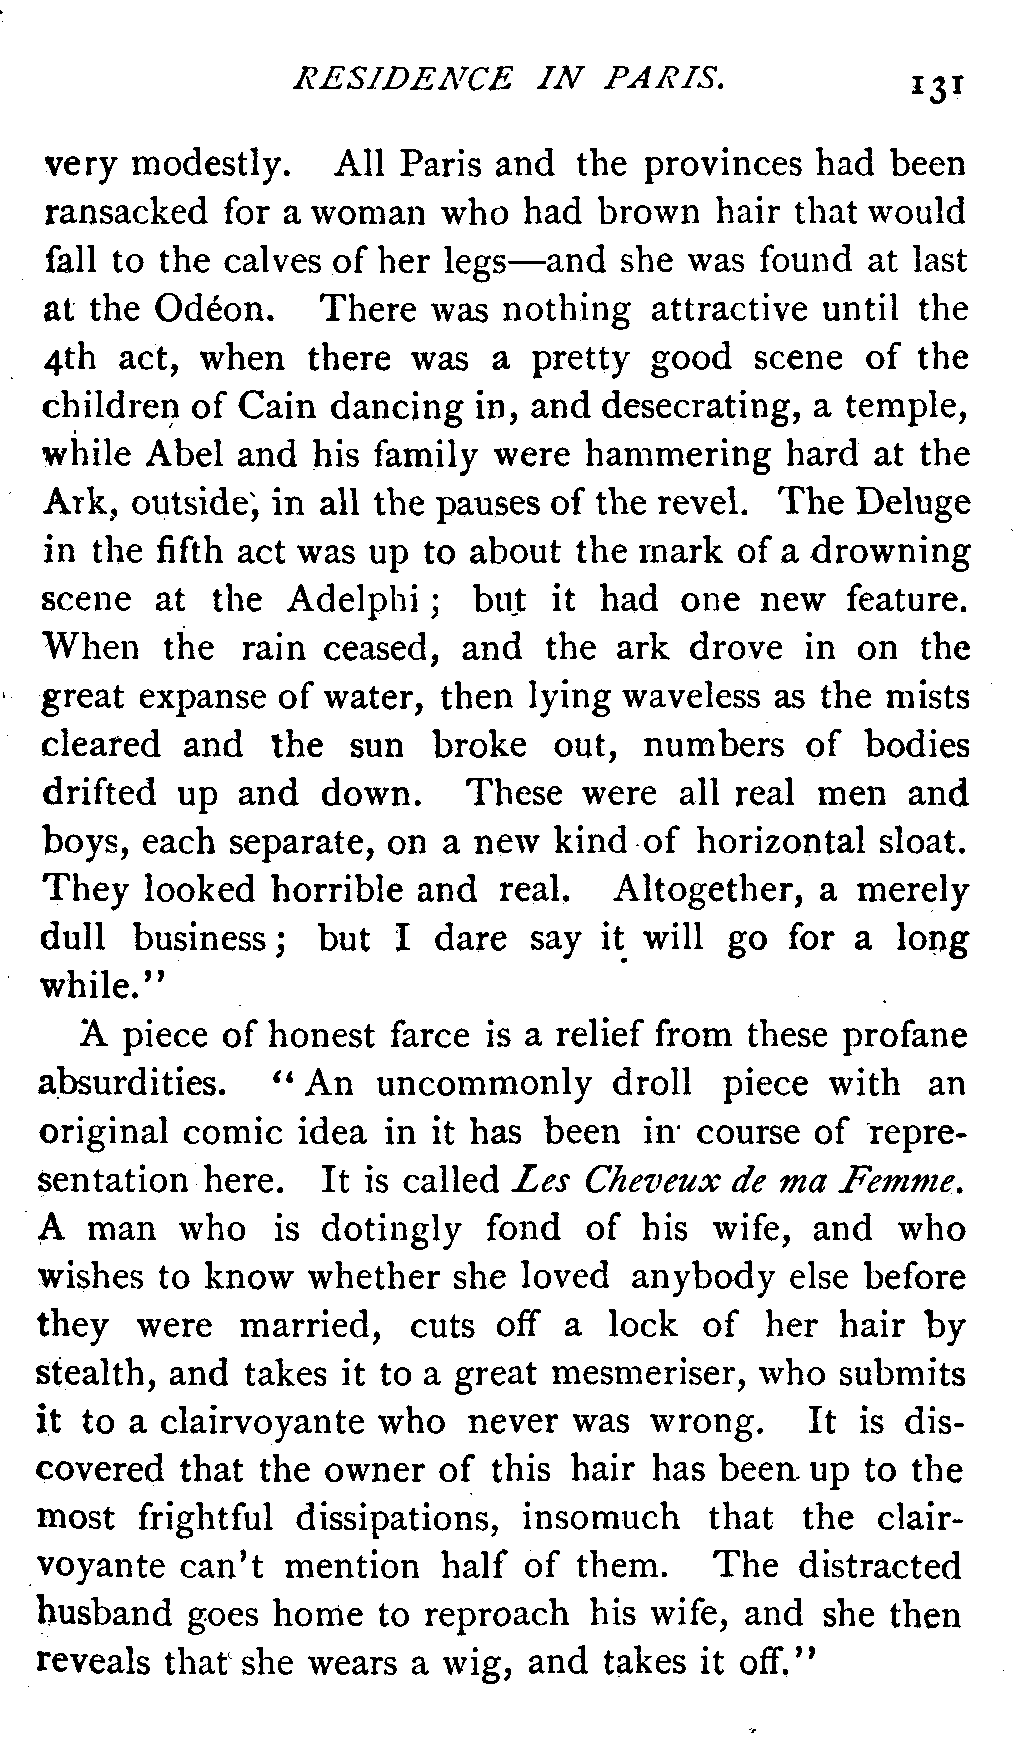 RESIDENCE IN PARIS. 131
very modestly. All Paris and the provinces had been
ransacked for a woman who had brown hair that would
fall to the calves of her legs—and she was found at last
at the Odéon. There was nothing attractive until the
4th act, when there was a pretty good scene of the
children of Cain dancing in, and desecrating, a temple,
while Abel and his family were hammering hard at the
Ark, outside, in all the pauses of the revel. The Deluge
in the fifth act was up to about the mark of a drowning
scene at the Adelphi; but it had one new feature.
When the rain ceased, and the ark drove in on the
great expanse of water, then lying waveless as the mists
cleared and the sun broke out, numbers of bodies
drifted up and down. These were all real men and
boys, each separate, on a new kind of horizontal sloat.
They looked horrible and real. Altogether, a merely
dull business; but I dare say it will go for a long
while."
A piece of honest farce is a relief from these profane
absurdities. "An uncommonly droll piece with an
original comic idea in it has been in course of repre-
sentation here. It is called Les Cheveux de ma Femme.
A man who is dotingly fond of his wife, and who
wishes to know whether she loved anybody else before
they were married, cuts off a lock of her hair by
stealth, and takes it to a great mesmeriser, who submits
it to a clairvoyante who never was wrong. It is dis-
covered that the owner of this hair has been up to the
most frightful dissipations, insomuch that the clair-
voyante can't mention half of them. The distracted
husband goes home to reproach his wife, and she then
reveals that she wears a wig, and takes it off."